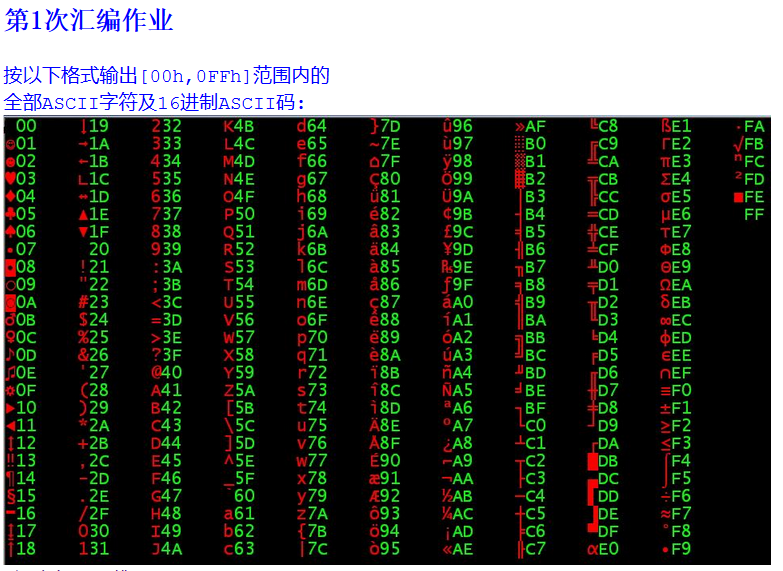 第1次汇编作业
按以下格式输出[00h,0FFh]范围内的
全部ASCII字符及16进制ASCII码:
00 ↓19 232 K4B d64 }7D û96 »AF ╚C8 ßE1 ·FA
☺01 →1A 333 L4C e65 ~7E ù97 ░B0 ╔C9 ΓE2 √FB
☻02 ←1B 434 M4D f66 ⌂7F ÿ98 ▒B1 ╩CA πE3 ⁿFC
♥03 ∟1C 535 N4E g67 Ç80 Ö99 ▓B2 ╦CB ΣE4 ²FD
♦04 ↔1D 636 O4F h68 ü81 Ü9A │B3 ╠CC σE5 ■FE
♣05 ▲1E 737 P50 i69 é82 ¢9B ┤B4 ═CD µE6 FF
♠06 ▼1F 838 Q51 j6A â83 £9C ╡B5 ╬CE τE7
•07 20 939 R52 k6B ä84 ¥9D ╢B6 ╧CF ΦE8
◘08 !21 :3A S53 l6C à85 ₧9E ╖B7 ╨D0 ΘE9
○09 "22 ;3B T54 m6D å86 ƒ9F ╕B8 ╤D1 ΩEA
◙0A #23 <3C U55 n6E ç87 áA0 ╣B9 ╥D2 δEB
♂0B $24 =3D V56 o6F ê88 íA1 ║BA ╙D3 ∞EC
♀0C %25 >3E W57 p70 ë89 óA2 ╗BB ╘D4 φED
♪0D &26 ?3F X58 q71 è8A úA3 ╝BC ╒D5 ∈EE
♫0E '27 @40 Y59 r72 ï8B ñA4 ╜BD ╓D6 ∩EF
☼0F (28 A41 Z5A s73 î8C ÑA5 ╛BE ╫D7 ≡F0
►10 )29 B42 [5B t74 ì8D ªA6 ┐BF ╪D8 ±F1
◄11 *2A C43 \5C u75 Ä8E ºA7 └C0 ┘D9 ≥F2
↕12 +2B D44 ]5D v76 Å8F ¿A8 ┴C1 ┌DA ≤F3
‼13 ,2C E45 ^5E w77 É90 ⌐A9 ┬C2 █DB ⌠F4
¶14 -2D F46 _5F x78 æ91 ¬AA ├C3 ▄DC ⌡F5
§15 .2E G47 `60 y79 Æ92 ½AB ─C4 ▌DD ÷F6
▬16 /2F H48 a61 z7A ô93 ¼AC ┼C5 ▐DE ≈F7
↨17 030 I49 b62 {7B ö94 ¡AD ╞C6 ▀DF °F8
↑18 131 J4A c63 |7C ò95 «AE ╟C7 αE0 ∙F9